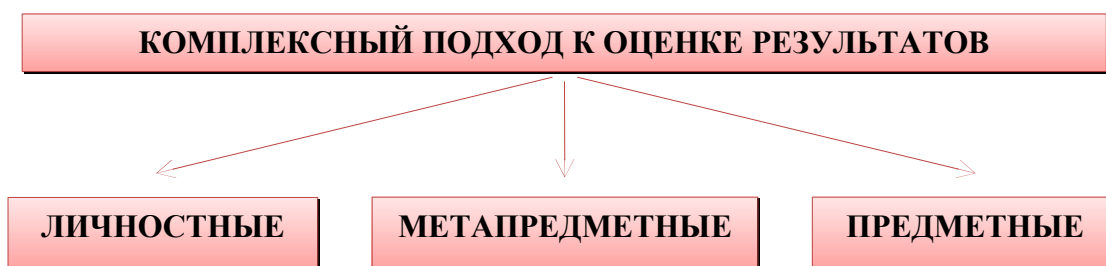 КОМПЛЕКСНЫЙ ПОДХОД К ОЦЕНКЕ РЕЗУЛЬТАТОВ
ЛИЧНОСТНЫЕ
МЕТАПРЕДМЕТНЫЕ
ПРЕДМЕТНЫЕ